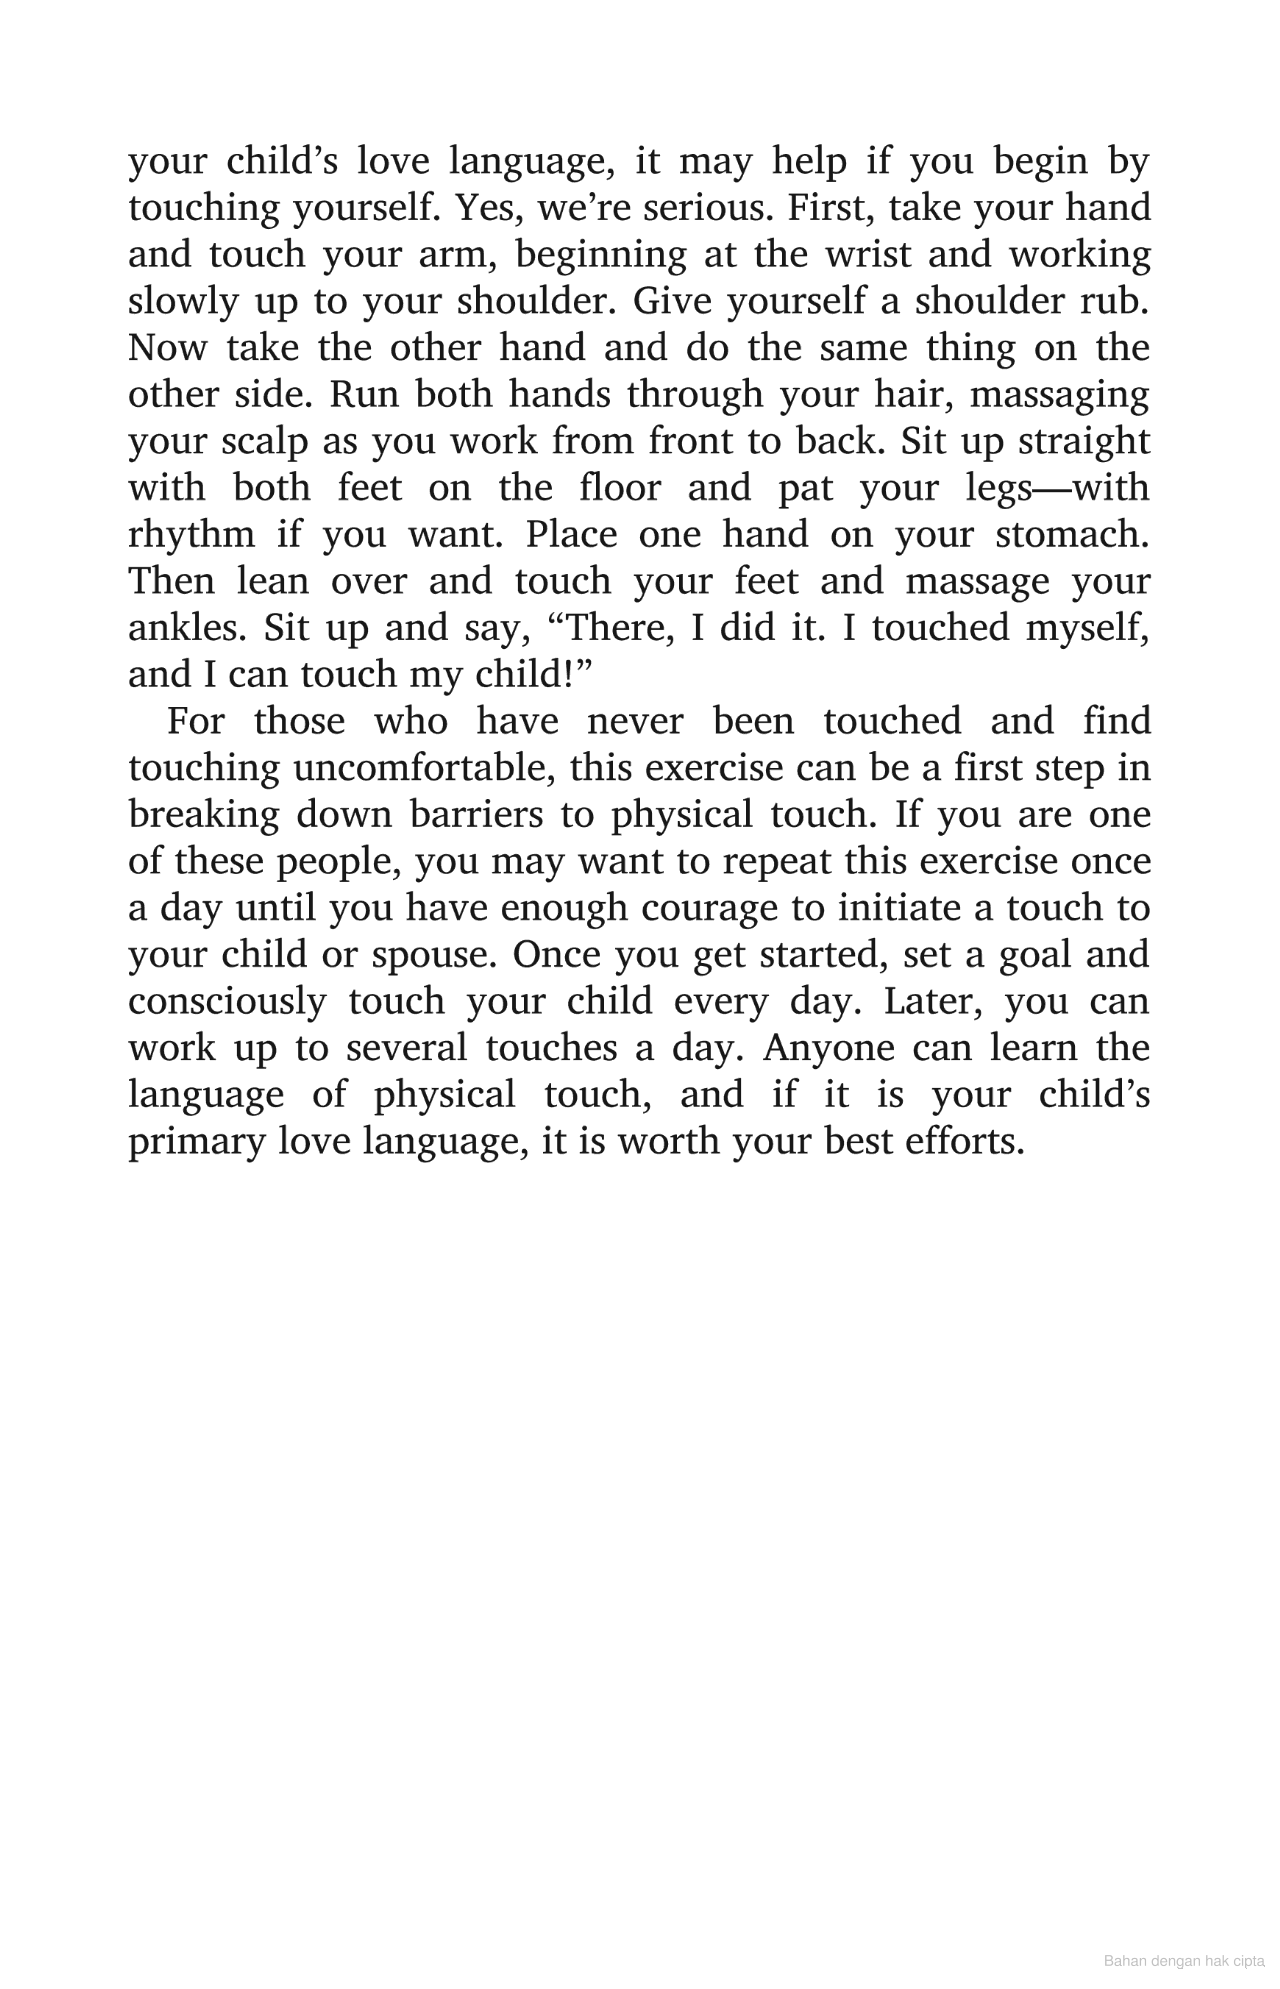 your child’s love language, it may help if you begin by
touching yourself. Yes, we’re serious. First, take your hand
and touch your arm, beginning at the wrist and working
slowly up to your shoulder. Give yourself a shoulder rub.
Now take the other hand and do the same thing on the
other side. Run both hands through your hair, massaging
your scalp as you work from front to back. Sit up straight
with both feet on the floor and pat your legs—with
rhythm if you want. Place one hand on your stomach.
Then lean over and touch your feet and massage your
ankles. Sit up and say, “There, I did it. I touched myself,
and I can touch my child!”
For those who have never been touched and find
touching uncomfortable, this exercise can be a first step in
breaking down barriers to physical touch. If you are one
of these people, you may want to repeat this exercise once
a day until you have enough courage to initiate a touch to
your child or spouse. Once you get started, set a goal and
consciously touch your child every day. Later, you can
work up to several touches a day. Anyone can learn the
language of physical touch, and if it is your child’s
primary love language, it is worth your best efforts.
Bahan dengan hak cipta